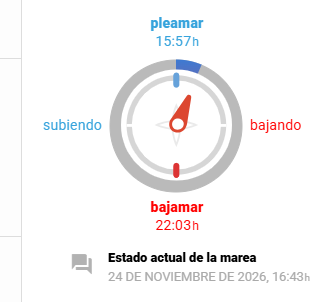 pleamar
15:57h
subiendo
bajando
bajamar
22:03h
Estado actual de la marea
24 DE NOVIEMBRE DE 2026, 16:43h